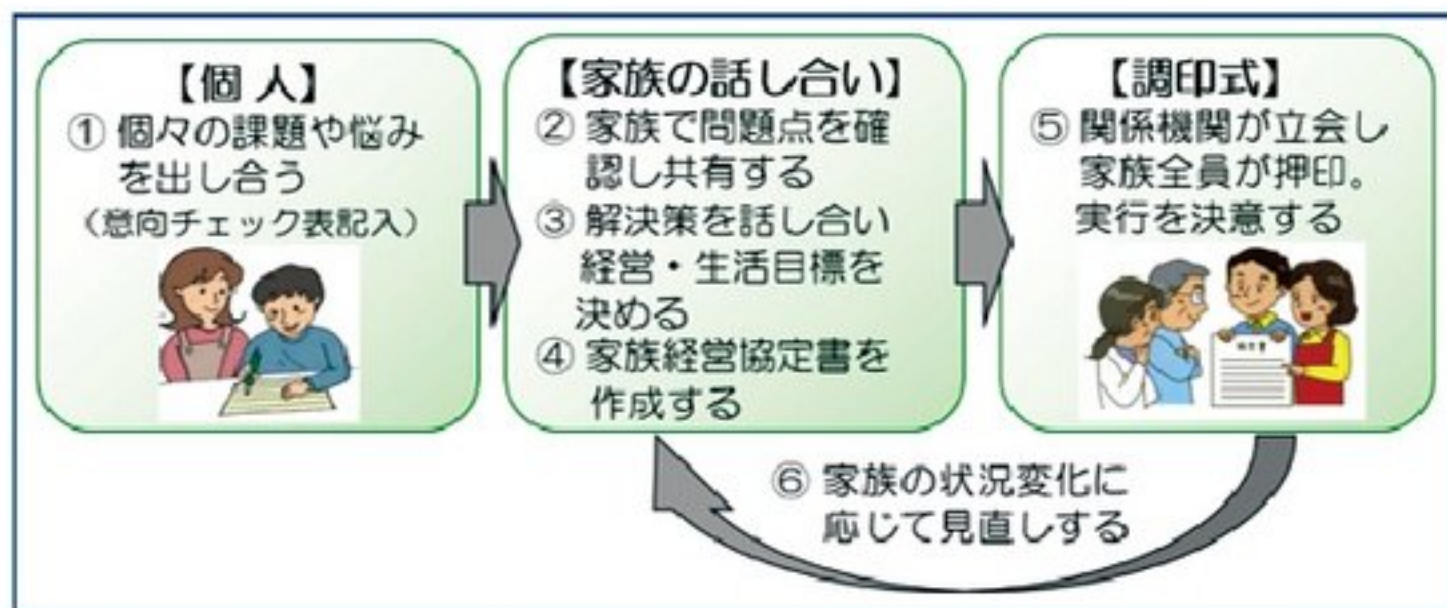 【個 人】
① 個々の課題や悩み
を出し合う
(意向チェック表記入)
【家族の話し合い】
② 家族で問題点を確
認し共有する
③ 解決策を話し合い
経営・生活目標を
決める
④ 家族経営協定書を
作成する
【調印式】
⑤ 関係機関が立会し
家族全員が押印。
実行を決意する
⑥ 家族の状況変化に
応じて見直しする